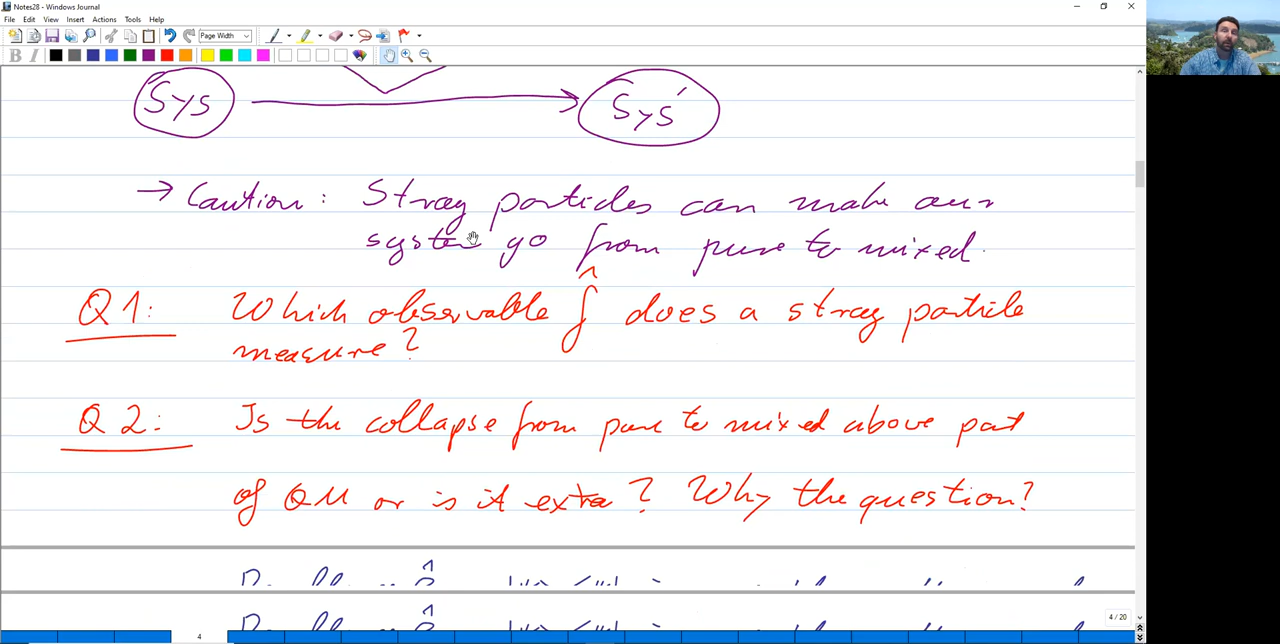 Notes28 - Windows Journal
File Edit View Insert Actions Tools Help
Page Width
B I
Sys Sys'
→ Caution: Stray particles can make our
system go from pure to mixed.
Q1: Which observable f̂ does a stray particle
measure?
Q2: Is the collapse from pure to mixed above part
of QM or is it extra? Why the question?
4
4 / 20